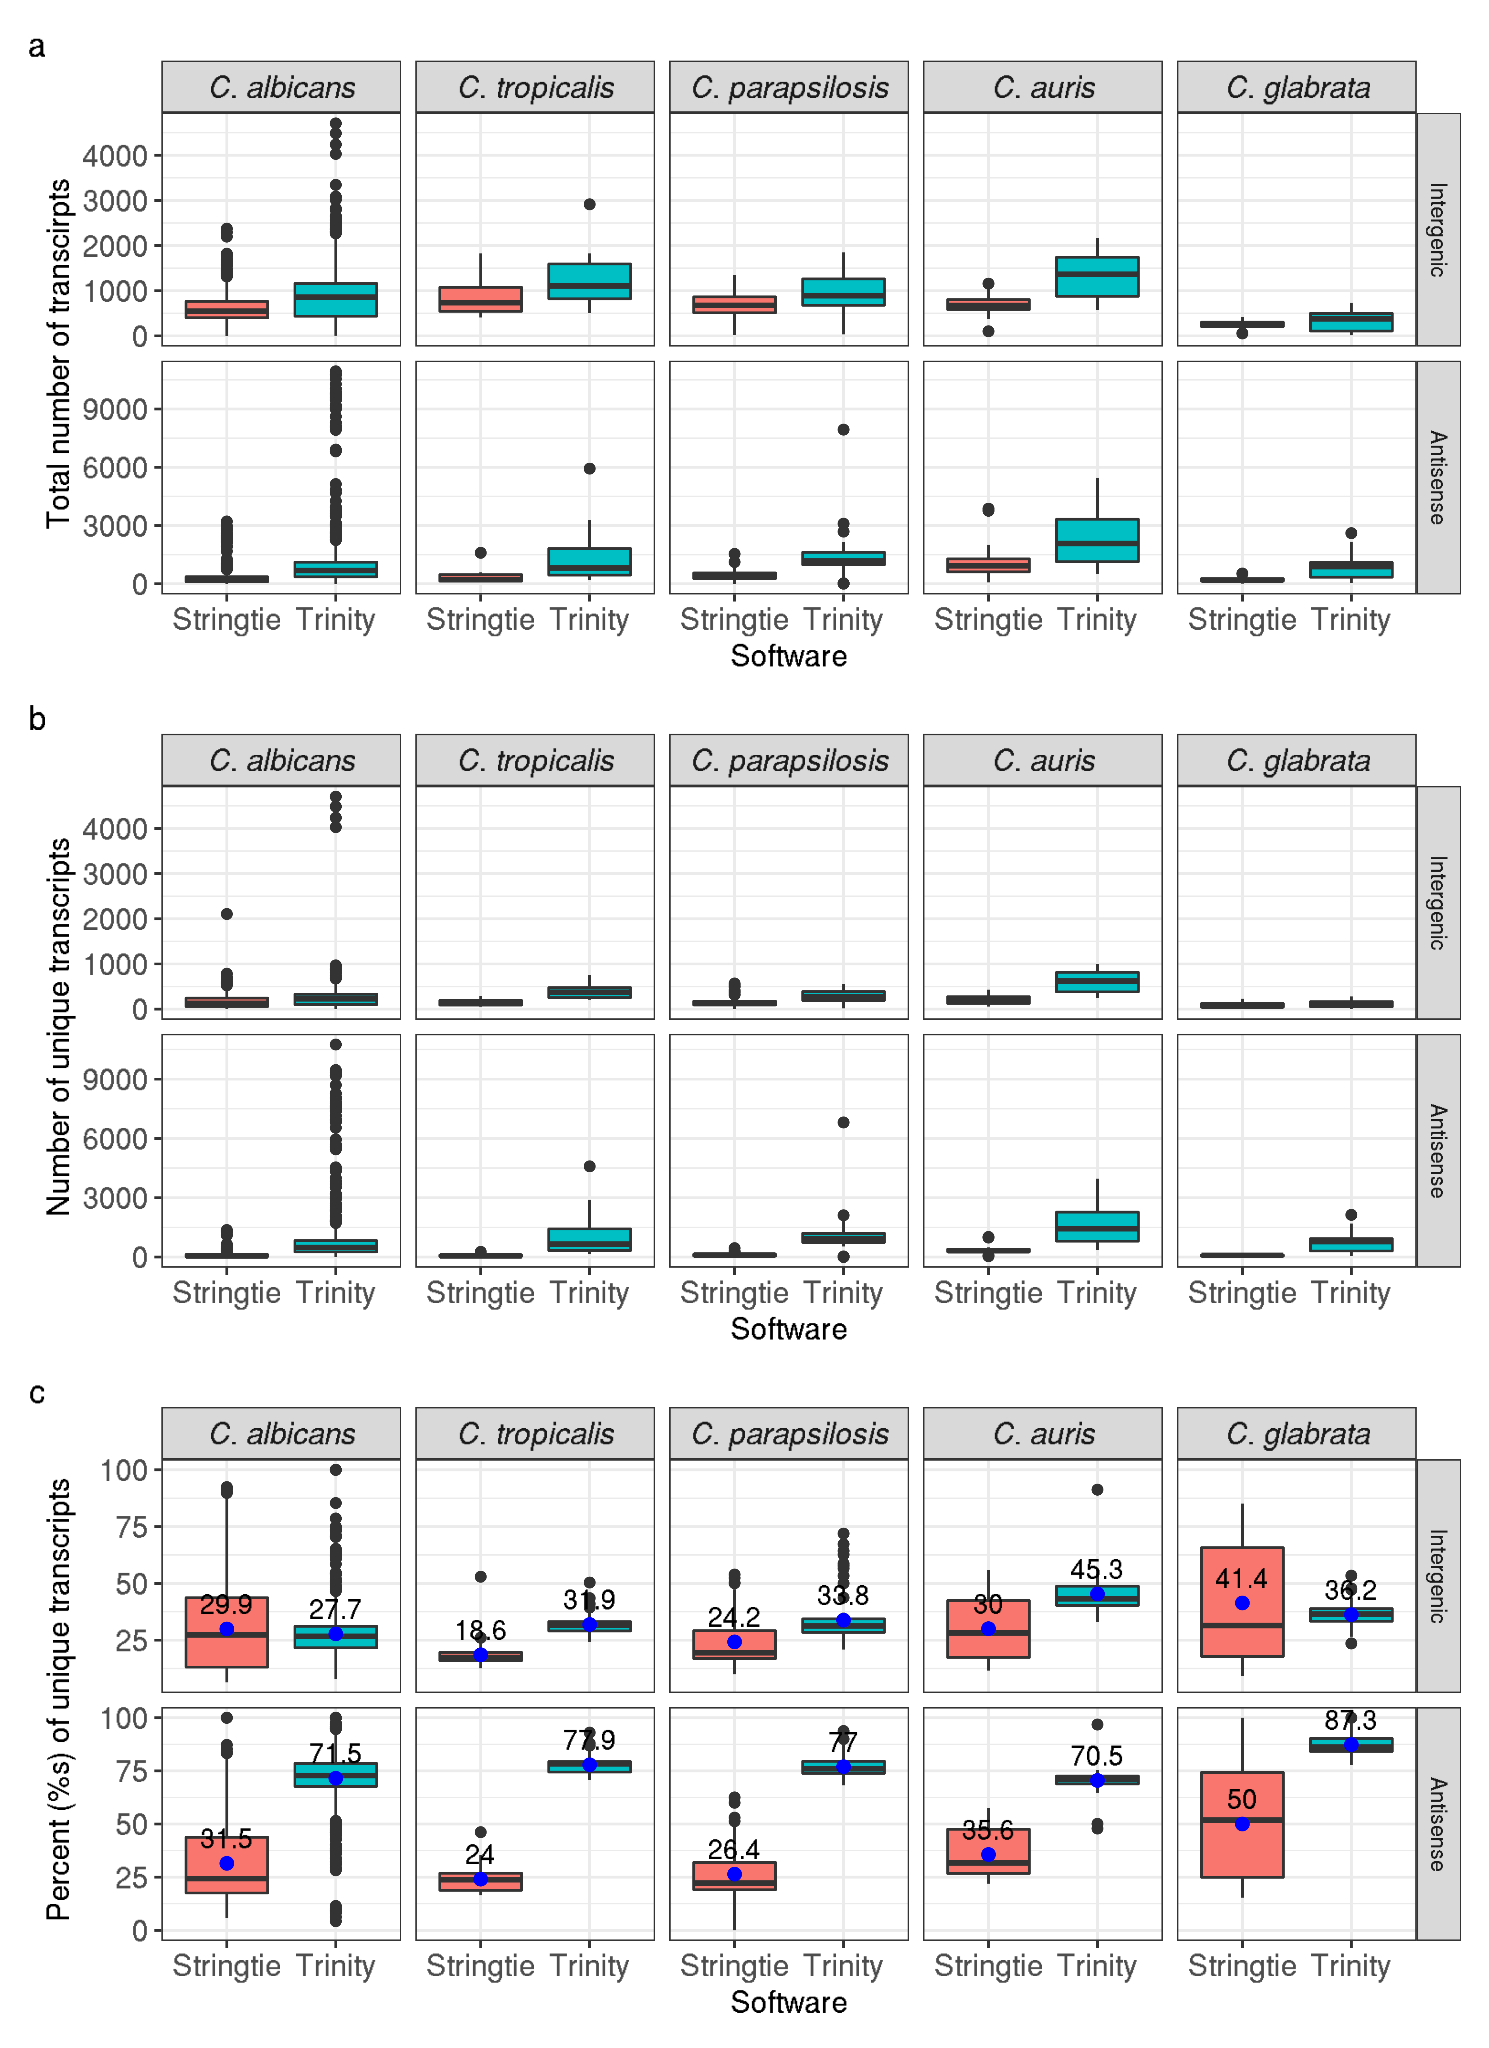 a
C. albicans C. tropicalis C. parapsilosis C. auris C. glabrata
Total number of transcirpts
4000
3000
2000
1000
0
Intergenic
9000
6000
3000
0
Antisense
Stringtie Trinity Stringtie Trinity Stringtie Trinity Stringtie Trinity Stringtie Trinity
Software
b
C. albicans C. tropicalis C. parapsilosis C. auris C. glabrata
Number of unique transcripts
4000
3000
2000
1000
0
Intergenic
9000
6000
3000
0
Antisense
Stringtie Trinity Stringtie Trinity Stringtie Trinity Stringtie Trinity Stringtie Trinity
Software
c
C. albicans C. tropicalis C. parapsilosis C. auris C. glabrata
Percent (%s) of unique transcripts
100
75
50
25
29.9 27.7 18.6 31.9 24.2 33.8 30 45.3 41.4 36.2
Intergenic
100
75
50
25
0
31.5 71.5 24 77.9 26.4 77 35.6 70.5 50 87.3
Antisense
Stringtie Trinity Stringtie Trinity Stringtie Trinity Stringtie Trinity Stringtie Trinity
Software